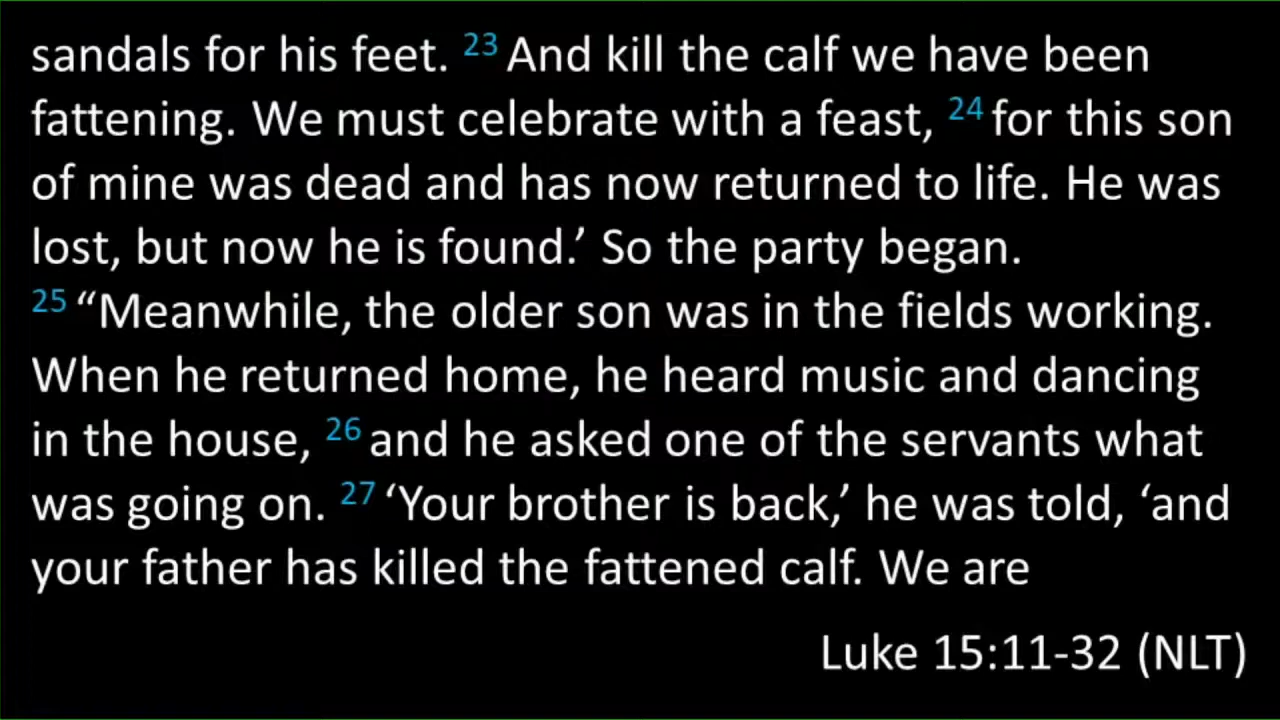 sandals for his feet. 23 And kill the calf we have been
fattening. We must celebrate with a feast, 24 for this son
of mine was dead and has now returned to life. He was
lost, but now he is found.’ So the party began.
25 “Meanwhile, the older son was in the fields working.
When he returned home, he heard music and dancing
in the house, 26 and he asked one of the servants what
was going on. 27 ‘Your brother is back,’ he was told, ‘and
your father has killed the fattened calf. We are
Luke 15:11-32 (NLT)